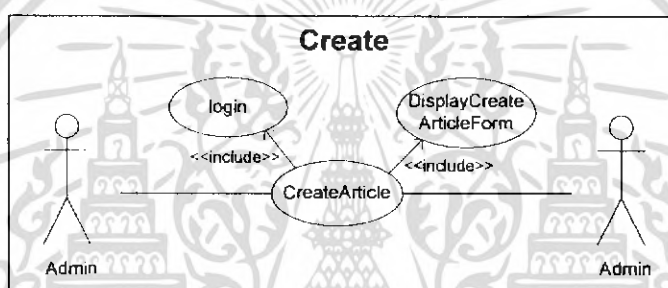 Create
login
DisplayCreate
ArticleForm
<<include>>
<<include>>
CreateArticle
Admin
Admin